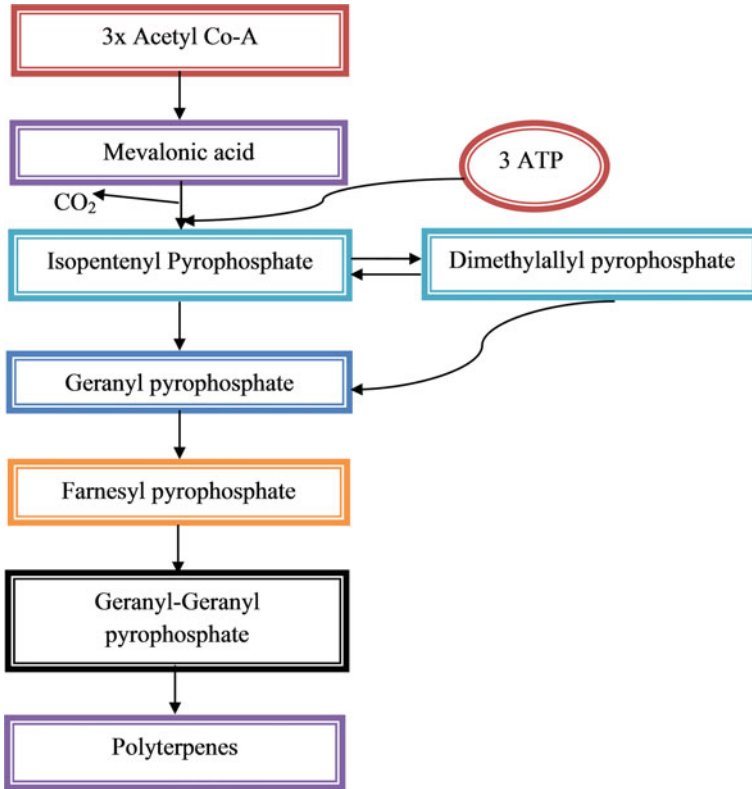 3x Acetyl Co-A
Mevalonic acid
3 ATP
CO₂
Isopentenyl Pyrophosphate
Dimethylallyl pyrophosphate
Geranyl pyrophosphate
Farnesyl pyrophosphate
Geranyl-Geranyl
pyrophosphate
Polyterpenes